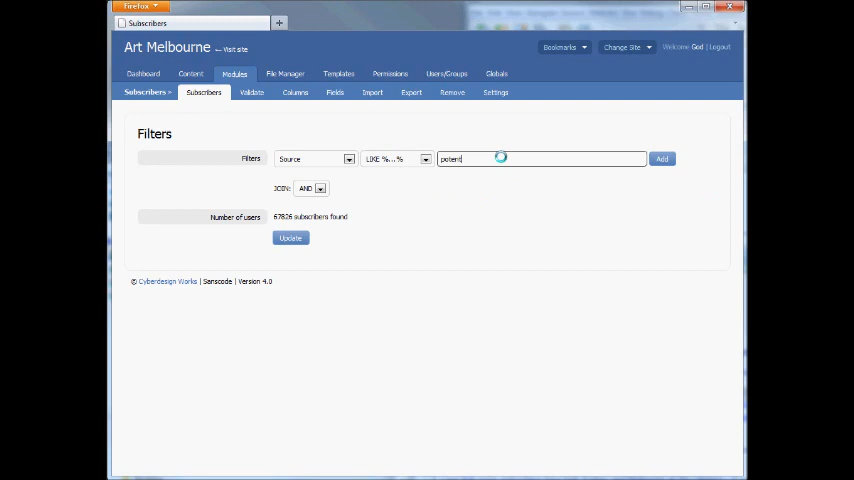 Firefox
Subscribers
Art Melbourne ← Visit site
Bookmarks Change Site Welcome God | Logout
Dashboard Content Modules File Manager Templates Permissions Users/Groups Globals
Subscribers » Subscribers Validate Columns Fields Import Export Remove Settings
Filters
Filters Source LIKE %...% potent Add
JOIN: AND
Number of users 67826 subscribers found
Update
© Cyberdesign Works | Sanscode | Version 4.0